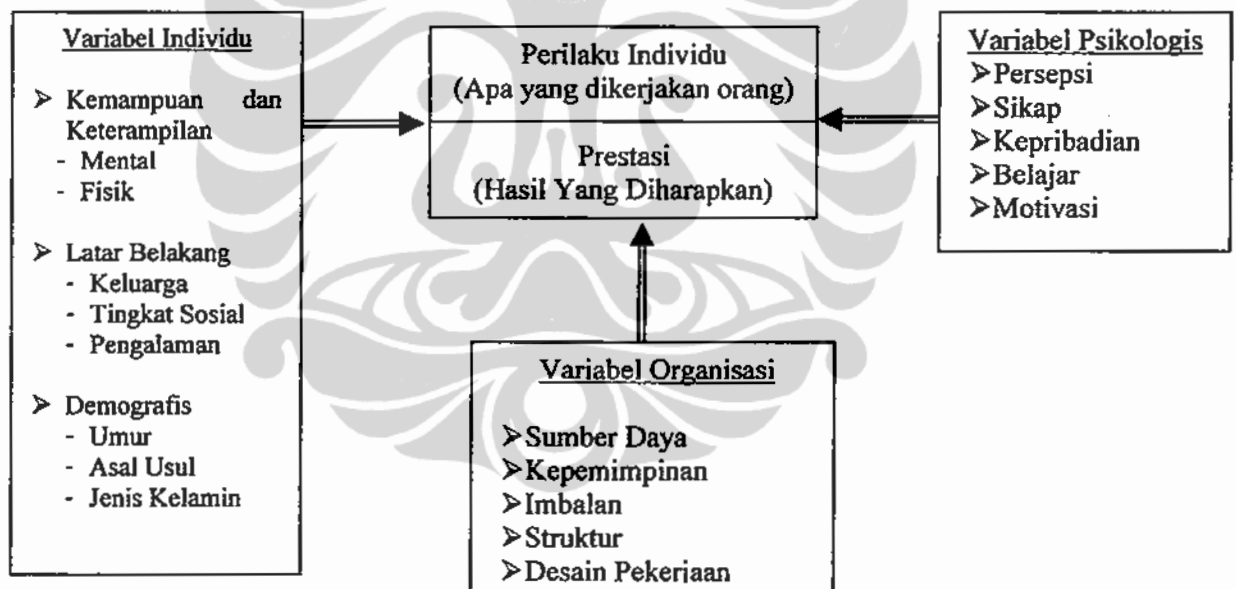 Variabel Individu
➢ Kemampuan dan
Keterampilan
- Mental
- Fisik
➢ Latar Belakang
- Keluarga
- Tingkat Sosial
- Pengalaman
➢ Demografis
- Umur
- Asal Usul
- Jenis Kelamin
Perilaku Individu
(Apa yang dikerjakan orang)
Prestasi
(Hasil Yang Diharapkan)
Variabel Psikologis
➢Persepsi
➢Sikap
➢Kepribadian
➢Belajar
➢Motivasi
Variabel Organisasi
➢Sumber Daya
➢Kepemimpinan
➢Imbalan
➢Struktur
➢Desain Pekerjaan